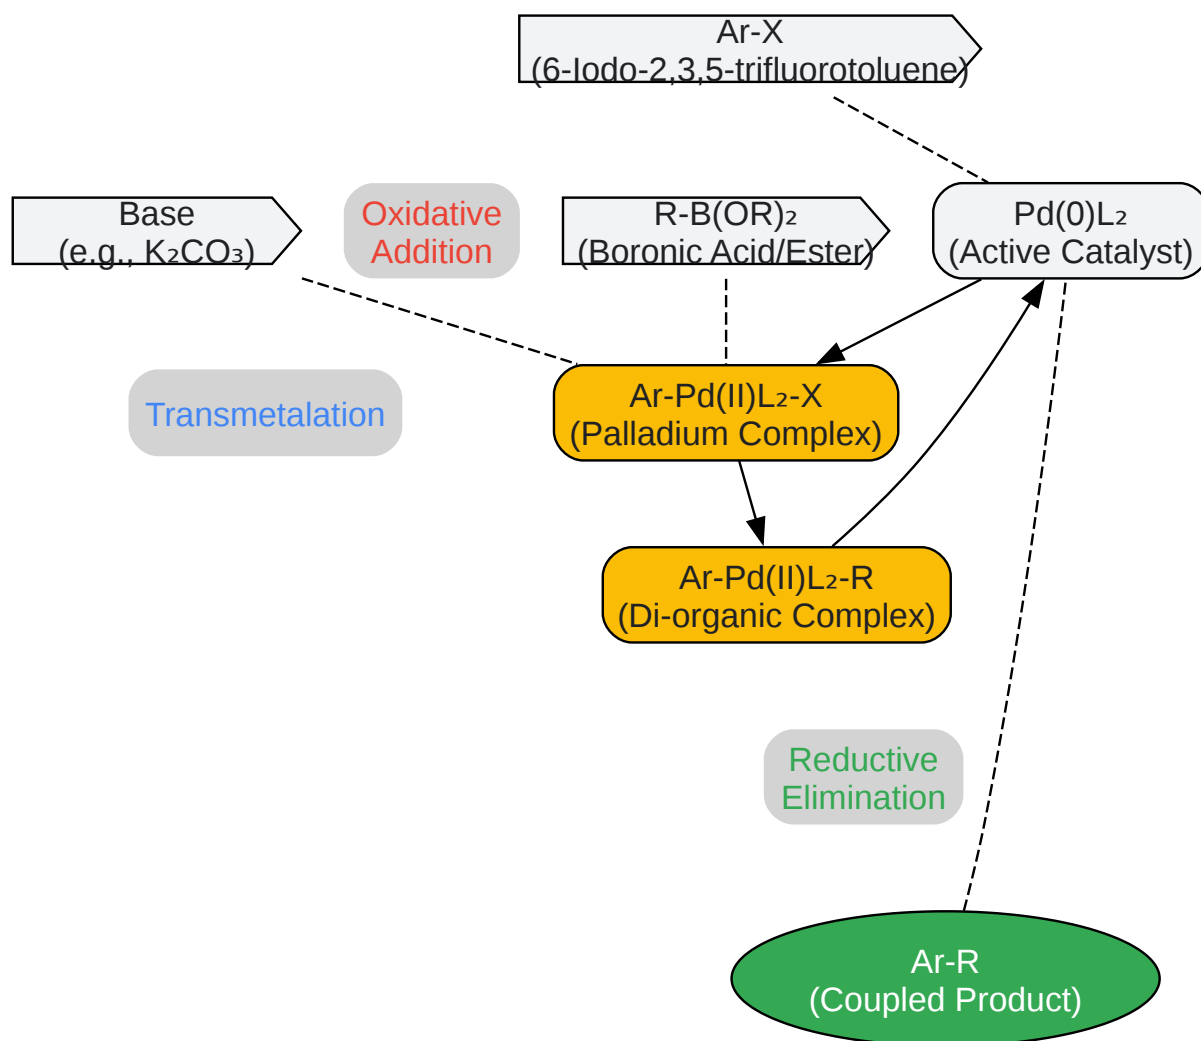 Ar-X
(6-Iodo-2,3,5-trifluorotoluene)
Base
(e.g., K₂CO₃)
Oxidative
Addition
R-B(OR)₂
(Boronic Acid/Ester)
Pd(0)L₂
(Active Catalyst)
Transmetalation
Ar-Pd(II)L₂-X
(Palladium Complex)
Ar-Pd(II)L₂-R
(Di-organic Complex)
Reductive
Elimination
Ar-R
(Coupled Product)